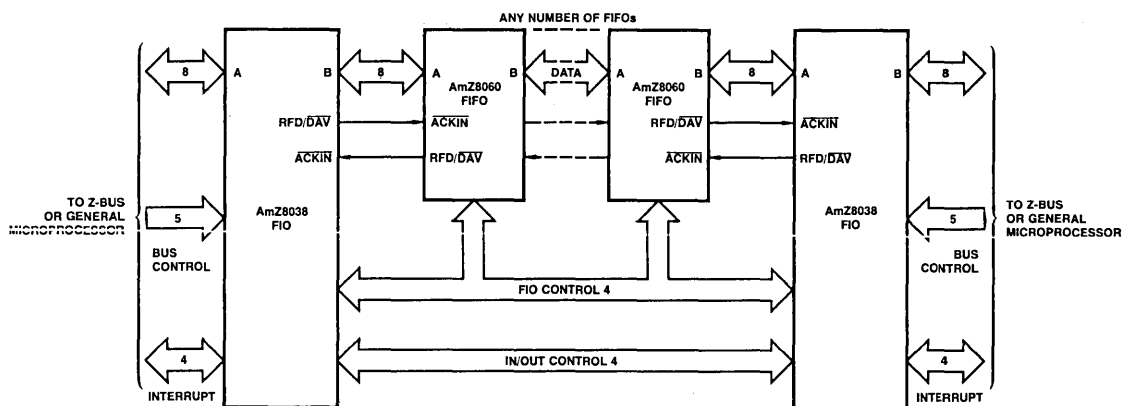 ANY NUMBER OF FIFOs
8
A
B
8
A
AmZ8060
FIFO
B
DATA
A
B
AmZ8060
FIFO
8
A
B
8
RFD/DAV
ACKIN
RFD/DAV
ACKIN
ACKIN
RFD/DAV
ACKIN
RFD/DAV
TO Z-BUS
OR GENERAL
MICROPROCESSOR
5
BUS
CONTROL
AmZ8038
FIO
AmZ8038
FIO
5
BUS
CONTROL
TO Z-BUS
OR GENERAL
MICROPROCESSOR
FIO CONTROL 4
4
INTERRUPT
IN/OUT CONTROL 4
4
INTERRUPT